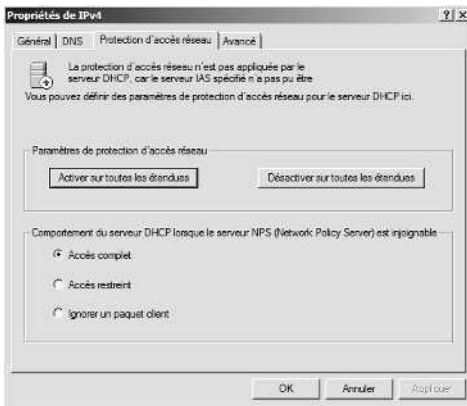 Propriétés de IPv4
Général
DNS
Protection d'accès réseau
Avancé
La protection d'accès réseau n'est pas appliquée par le
serveur DHCP, car le serveur IAS spécifié n'a pas pu être
Vous pouvez définir des paramètres de protection d'accès réseau pour le serveur DHCP ici.
Paramètres de protection d'accès réseau
Activer sur toutes les étendues
Désactiver sur toutes les étendues
Comportement du serveur DHCP lorsque le serveur NPS (Network Policy Server) est injoignable
Accès complet
Accès restreint
Ignorer un paquet client
OK
Annuler
Appliquer